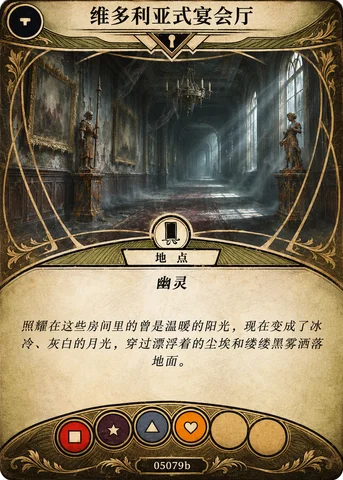 维多利亚式宴会厅
地点
幽灵
照耀在这些房间里的曾是温暖的阳光，现在变成了冰
冷、灰白的月光，穿过漂浮着的尘埃和缕缕黑雾洒落
地面。
05079b